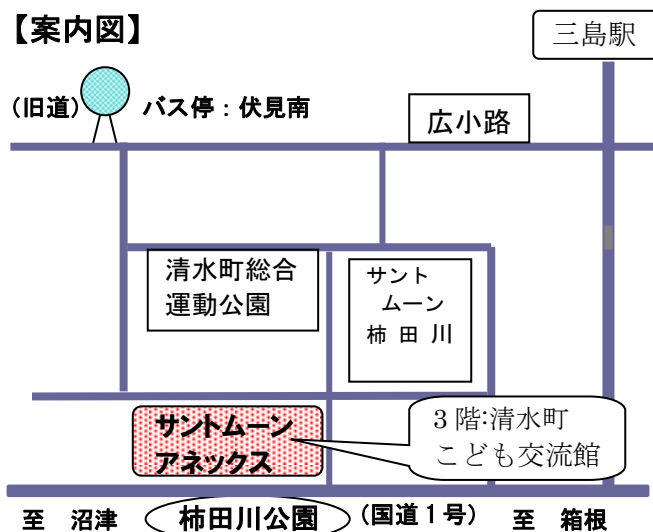 【案内図】
三島駅
(旧道)
バス停：伏見南
広小路
清水町総合
運動公園
サント
ムーン
柿田川
サントムーン
アネックス
３階:清水町
こども交流館
至 沼津
柿田川公園
(国道１号)
至 箱根